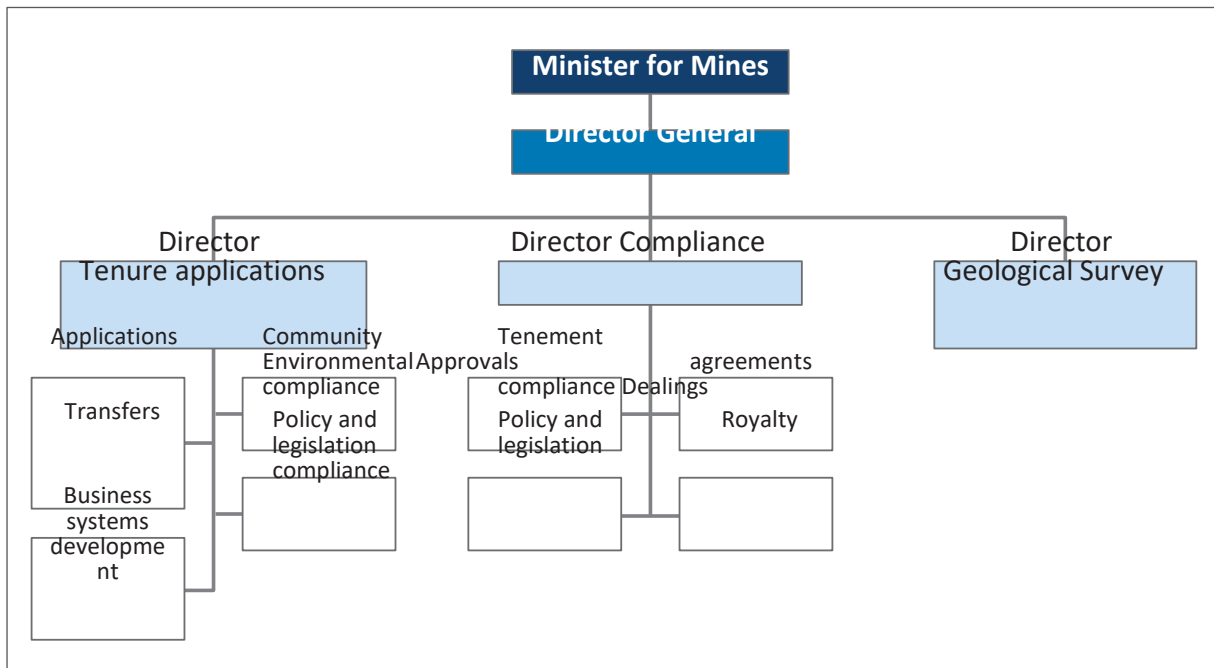 Minister for Mines
Director General
Director
Tenure applications
Director Compliance
Director
Geological Survey
Applications
Community
Tenement
Environmental Approvals
agreements
compliance
compliance Dealings
Transfers
Policy and
legislation
compliance
Policy and
legislation
Royalty
Business
systems
developme
nt